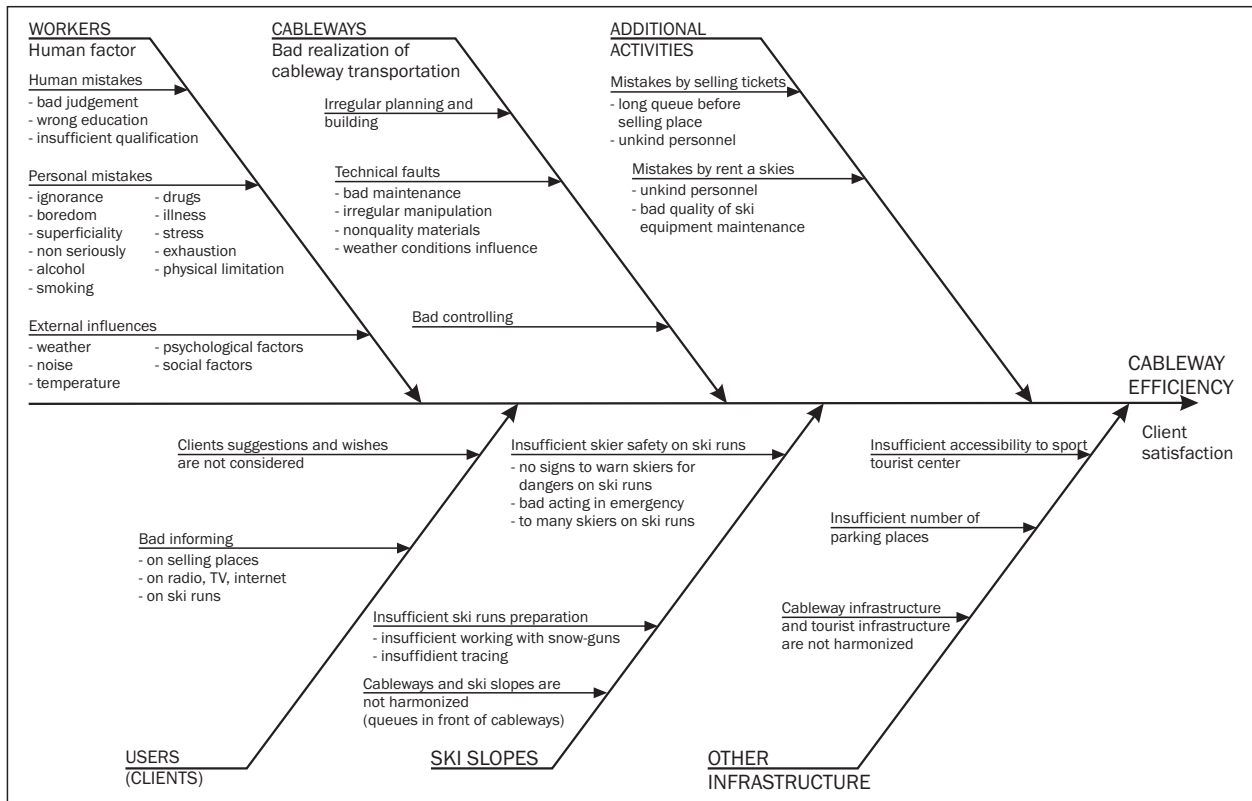 WORKERS
Human factor
Human mistakes
- bad judgement
- wrong education
- insufficient qualification
Personal mistakes
- ignorance
- boredom
- superficiality
- non seriously
- alcohol
- smoking
- drugs
- illness
- stress
- exhaustion
- physical limitation
External influences
- weather
- noise
- temperature
- psychological factors
- social factors
CABLEWAYS
Bad realization of
cableway transportation
Irregular planning and
building
Technical faults
- bad maintenance
- irregular manipulation
- nonquality materials
- weather conditions influence
Bad controlling
ADDITIONAL
ACTIVITIES
Mistakes by selling tickets
- long queue before
selling place
- unkind personnel
Mistakes by rent a skies
- unkind personnel
- bad quality of ski
equipment maintenance
CABLEWAY
EFFICIENCY
Client
satisfaction
Clients suggestions and wishes
are not considered
Bad informing
- on selling places
- on radio, TV, internet
- on ski runs
USERS
(CLIENTS)
Insufficient skier safety on ski runs
- no signs to warn skiers for
dangers on ski runs
- bad acting in emergency
- to many skiers on ski runs
Insufficient ski runs preparation
- insufficient working with snow-guns
- insuffidient tracing
Cableways and ski slopes are
not harmonized
(queues in front of cableways)
SKI SLOPES
Insufficient accessibility to sport
tourist center
Insufficient number of
parking places
Cableway infrastructure
and tourist infrastructure
are not harmonized
OTHER
INFRASTRUCTURE